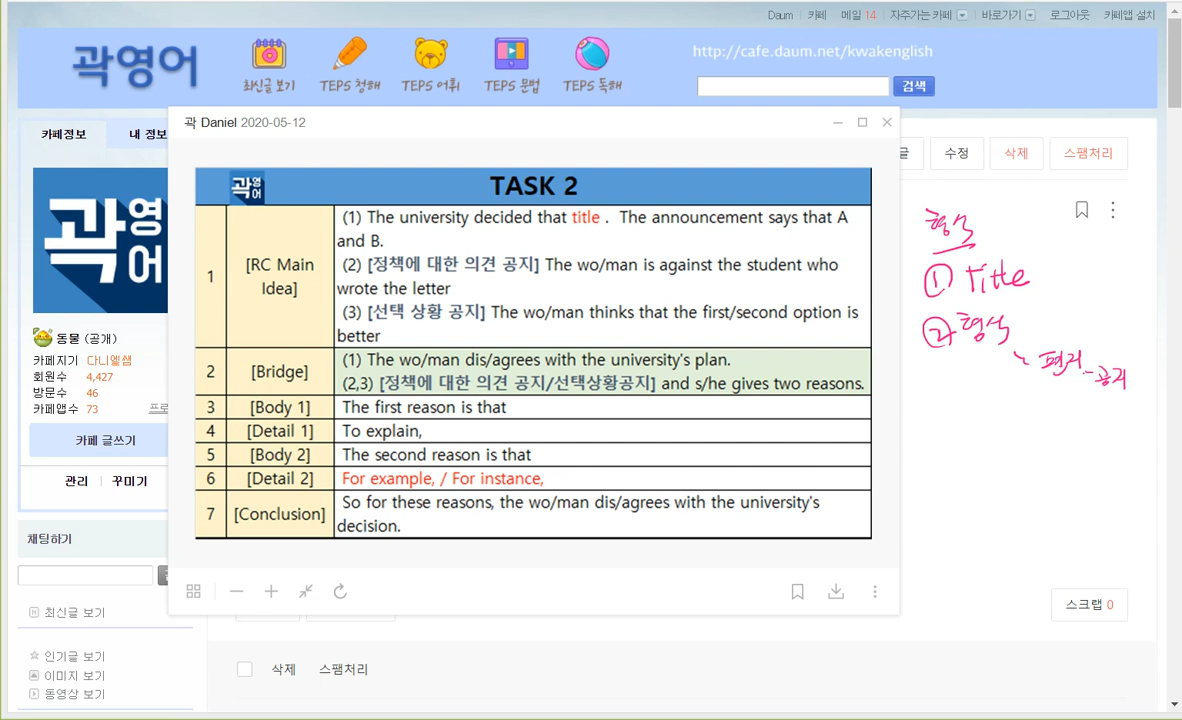 Daum 카페 메일 14 자주가는 카페 바로가기 로그아웃 카페앱 설치
곽영어
최신글 보기
TEPS 청해
TEPS 어휘
TEPS 문법
TEPS 독해
http://cafe.daum.net/kwakenglish
검색
카페정보
내 정보
곽 Daniel 2020-05-12
글
수정
삭제
스팸처리
곽영어
동물 (공개)
카페지기 다니엘샘
회원수 4,427
방문수 46
카페앱수 73
카페 글쓰기
관리
꾸미기
채팅하기
최신글 보기
인기글 보기
이미지 보기
동영상 보기
곽영어
TASK 2
1
[RC Main
Idea]
(1) The university decided that title . The announcement says that A
and B.
(2) [정책에 대한 의견 공지] The wo/man is against the student who
wrote the letter
(3) [선택 상황 공지] The wo/man thinks that the first/second option is
better
2
[Bridge]
(1) The wo/man dis/agrees with the university's plan.
(2,3) [정책에 대한 의견 공지/선택상황공지] and s/he gives two reasons.
3 [Body 1] The first reason is that
4 [Detail 1] To explain,
5 [Body 2] The second reason is that
6 [Detail 2] For example, / For instance,
7
[Conclusion]
So for these reasons, the wo/man dis/agrees with the university's
decision.
형식
① Title
② 형식
편지
공지
스크랩 0
삭제
스팸처리